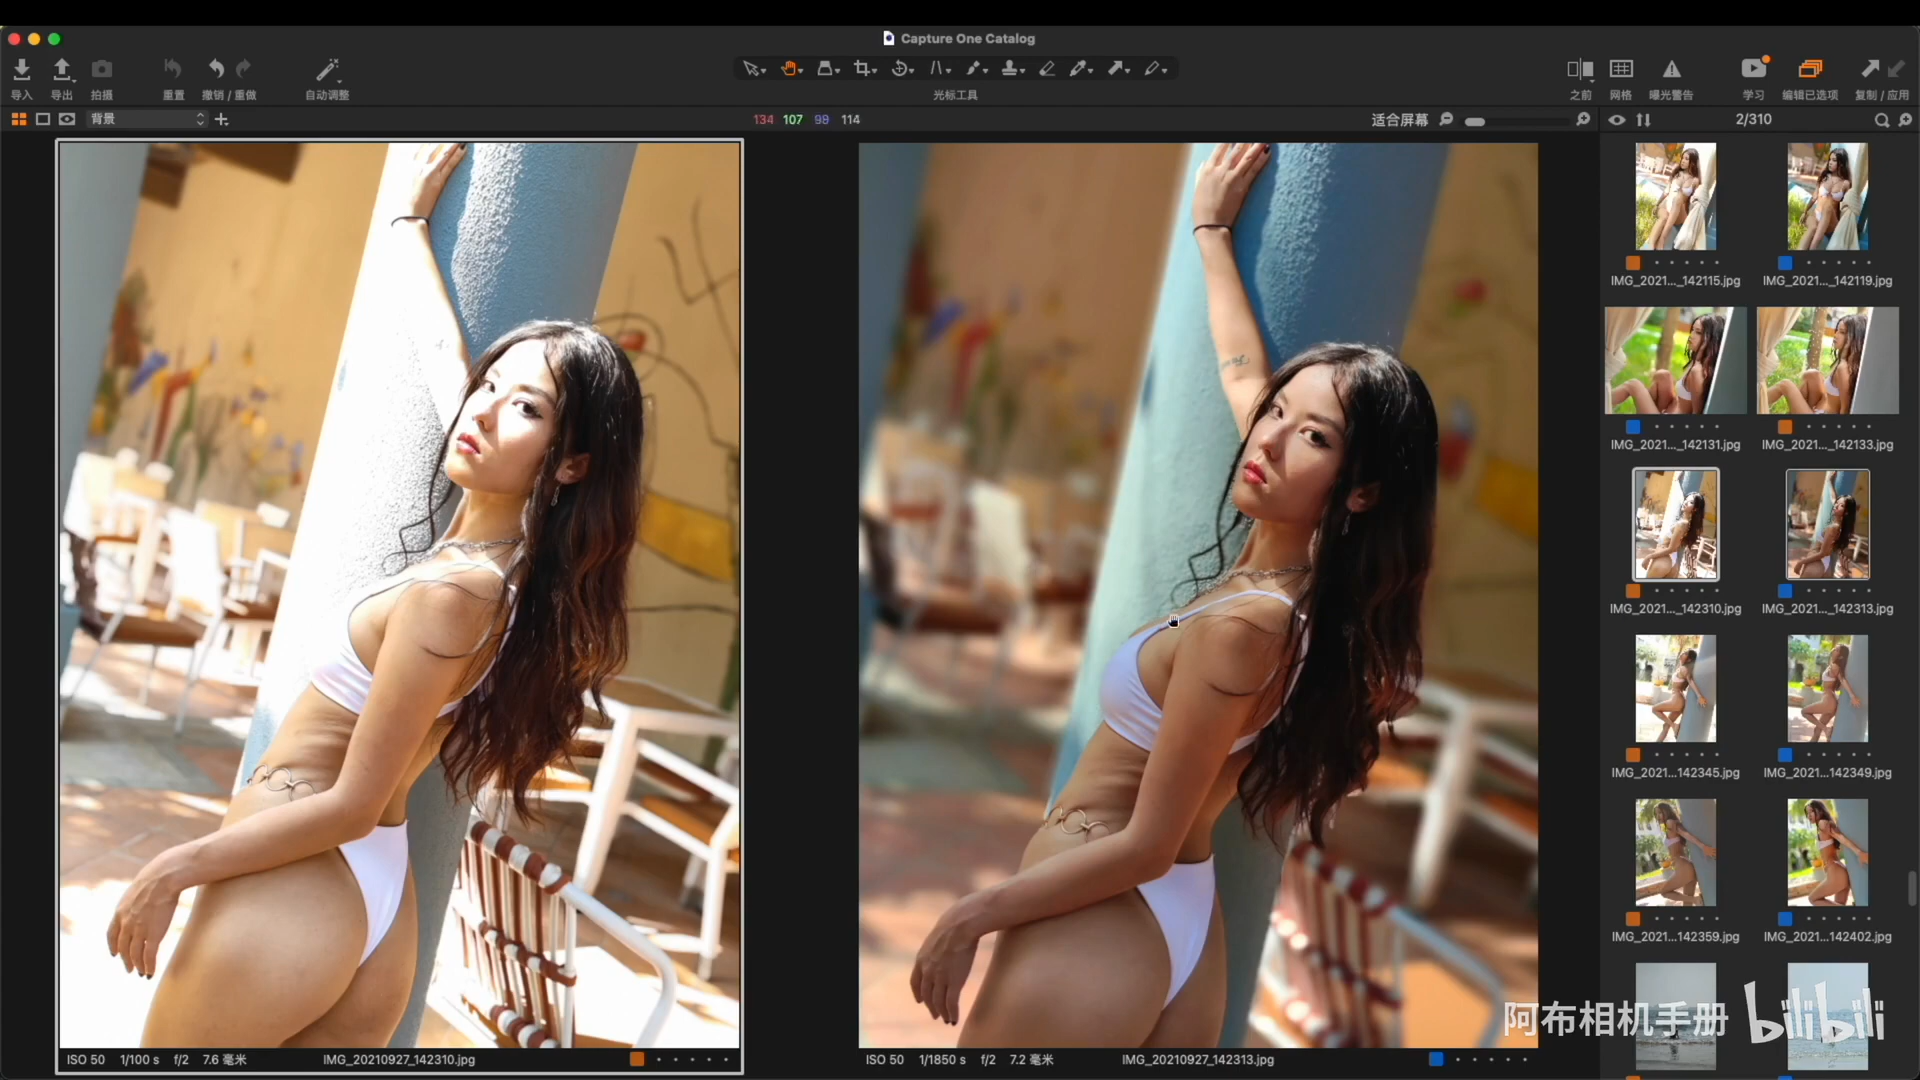 Capture One Catalog
导入 导出 拍摄 重置 撤销 / 重做 自动调整 光标工具 之前 网格 曝光警告 学习 编辑已选项 复制 / 应用
背景 134 107 98 114 适合屏幕 2/310
IMG_2021..._142115.jpg IMG_2021..._142119.jpg
IMG_2021..._142131.jpg IMG_2021..._142133.jpg
IMG_2021..._142310.jpg IMG_2021..._142313.jpg
IMG_2021...142345.jpg IMG_2021...142349.jpg
IMG_2021...142359.jpg IMG_2021...142402.jpg
阿布相机手册 bilibili
ISO 50 1/100 s f/2 7.6 毫米 IMG_20210927_142310.jpg
ISO 50 1/1850 s f/2 7.2 毫米 IMG_20210927_142313.jpg